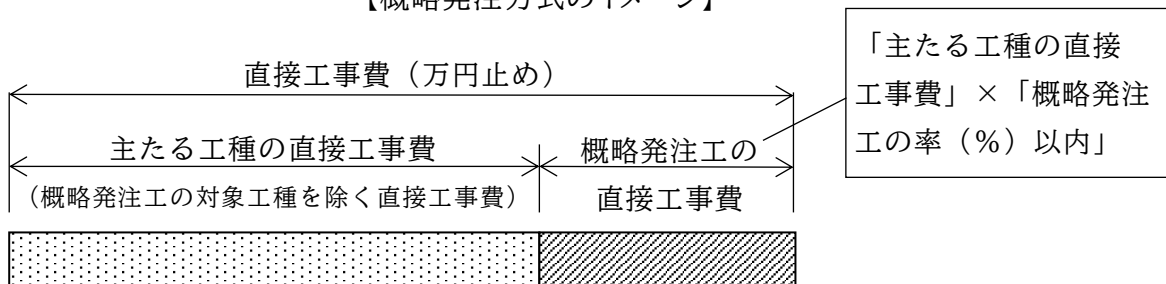 【概略発注方式のイメージ】
直接工事費（万円止め）
主たる工種の直接工事費
（概略発注工の対象工種を除く直接工事費）
概略発注工の
直接工事費
「主たる工種の直接
工事費」×「概略発注
工の率（％）以内」